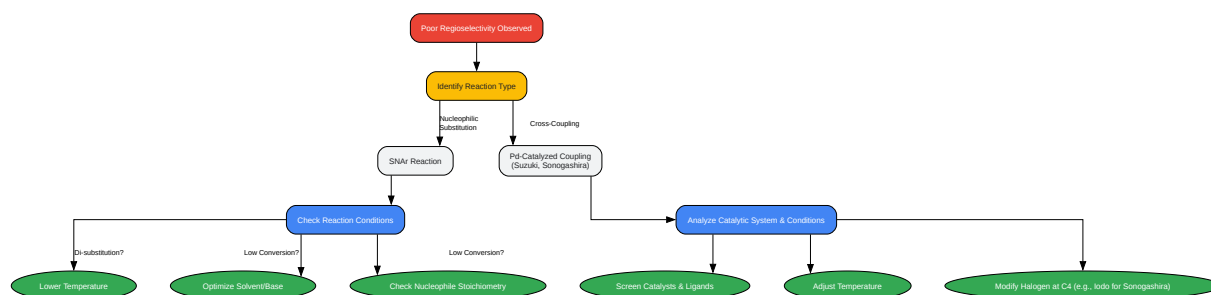 Poor Regioselectivity Observed
Identify Reaction Type
Nucleophilic
Substitution
Cross-Coupling
SNAr Reaction
Pd-Catalyzed Coupling
(Suzuki, Sonogashira)
Check Reaction Conditions
Analyze Catalytic System & Conditions
Di-substitution?
Low Conversion?
Low Conversion?
Lower Temperature
Optimize Solvent/Base
Check Nucleophile Stoichiometry
Screen Catalysts & Ligands
Adjust Temperature
Modify Halogen at C4 (e.g., Iodo for Sonogashira)